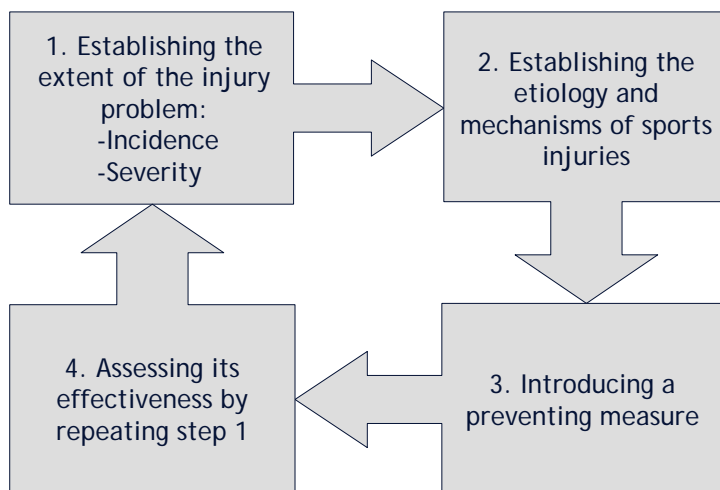 1. Establishing the
extent of the injury
problem:
-Incidence
-Severity
2. Establishing the
etiology and
mechanisms of sports
injuries
3. Introducing a
preventing measure
4. Assessing its
effectiveness by
repeating step 1